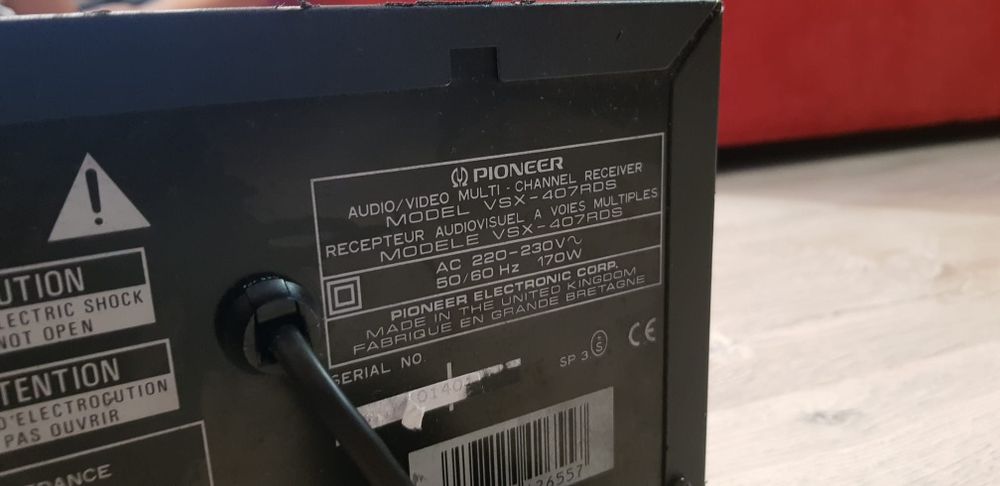 PIONEER
AUDIO/VIDEO MULTI-CHANNEL RECEIVER
MODEL VSX-407RDS
RECEPTEUR AUDIOVISUEL A VOIES MULTIPLES
MODELE VSX-407RDS
AC 220-230V~
50/60 Hz 170W
PIONEER ELECTRONIC CORP.
MADE IN THE UNITED KINGDOM
FABRIQUE EN GRANDE BRETAGNE
SERIAL NO.
SP 3 S CE
UTION
LECTRIC SHOCK
NOT OPEN
TENTION
D'ELECTROCUTION
PAS OUVRIR
DANCE